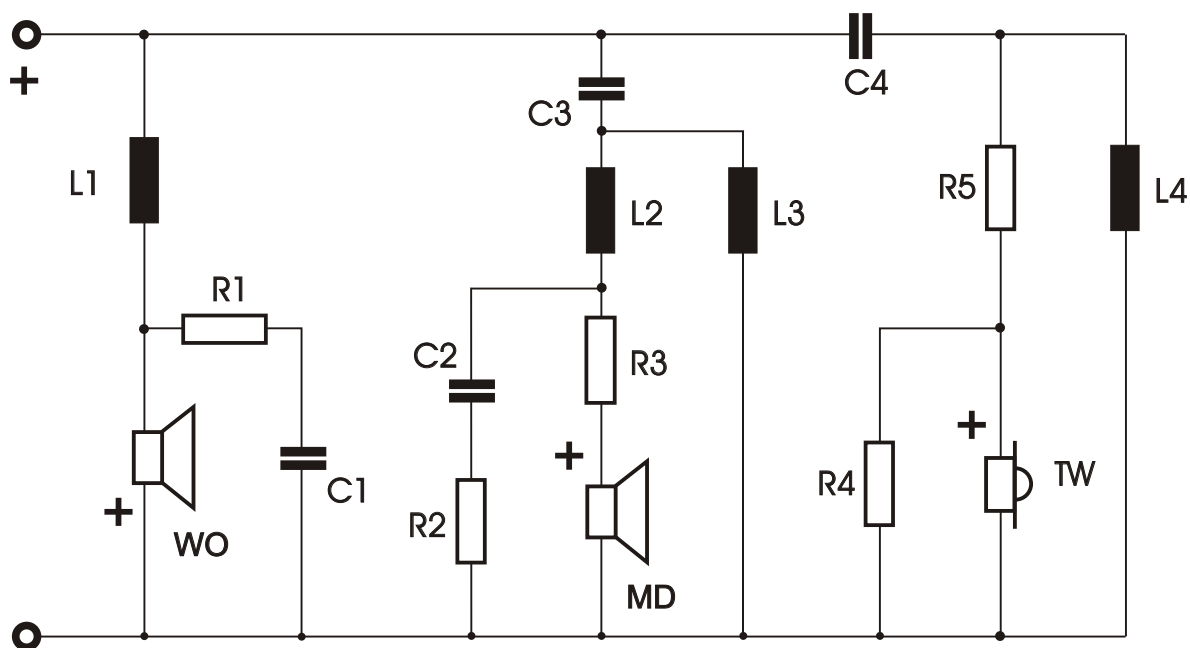 C4
+
C3
L1
L2
L3
R5
L4
R1
C2
R3
+
+
C1
R2
R4
TW
+
WO
MD